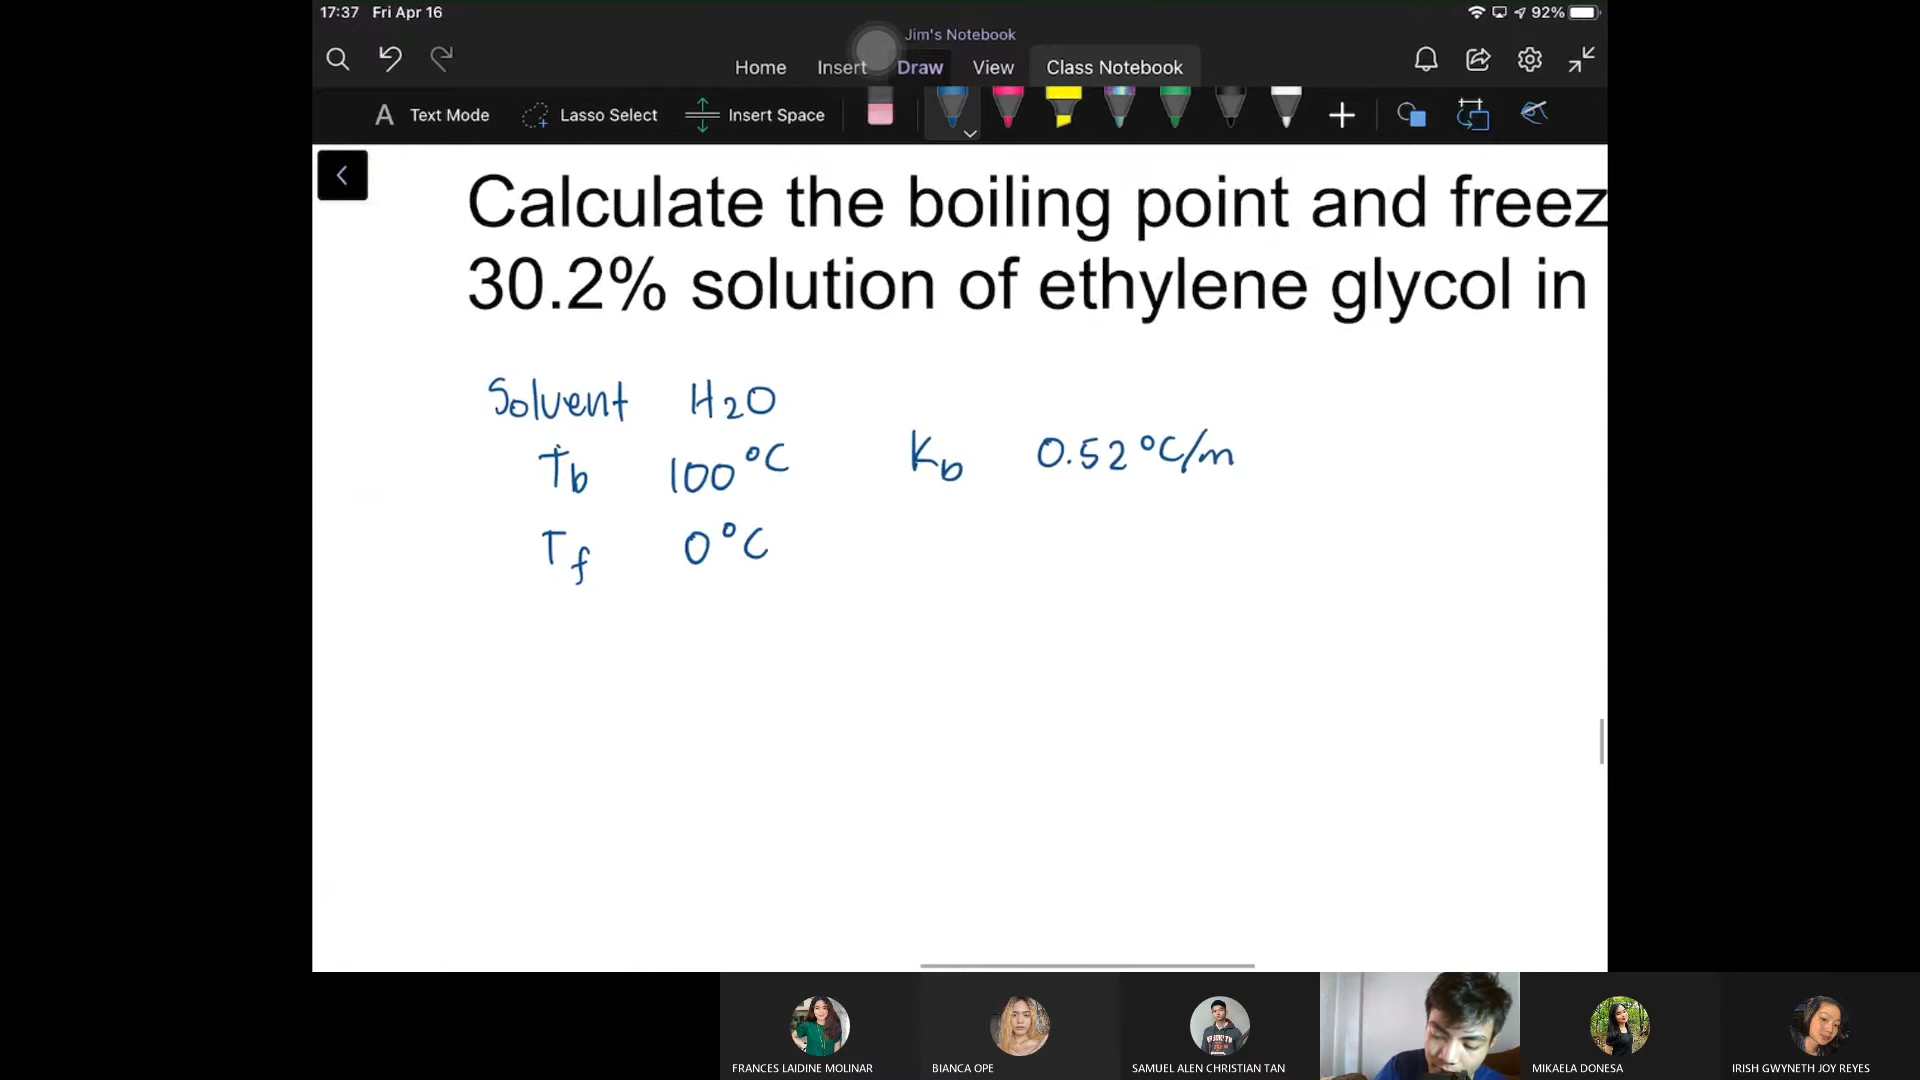 17:37 Fri Apr 16
92%
Jim's Notebook
Home Insert Draw View Class Notebook
A Text Mode Lasso Select Insert Space
Calculate the boiling point and freez
30.2% solution of ethylene glycol in
Solvent H2O
Tb 100°C Kb 0.52°C/m
Tf 0°C
FRANCES LAIDINE MOLINAR BIANCA OPE SAMUEL ALEN CHRISTIAN TAN MIKAELA DONESA IRISH GWYNETH JOY REYES